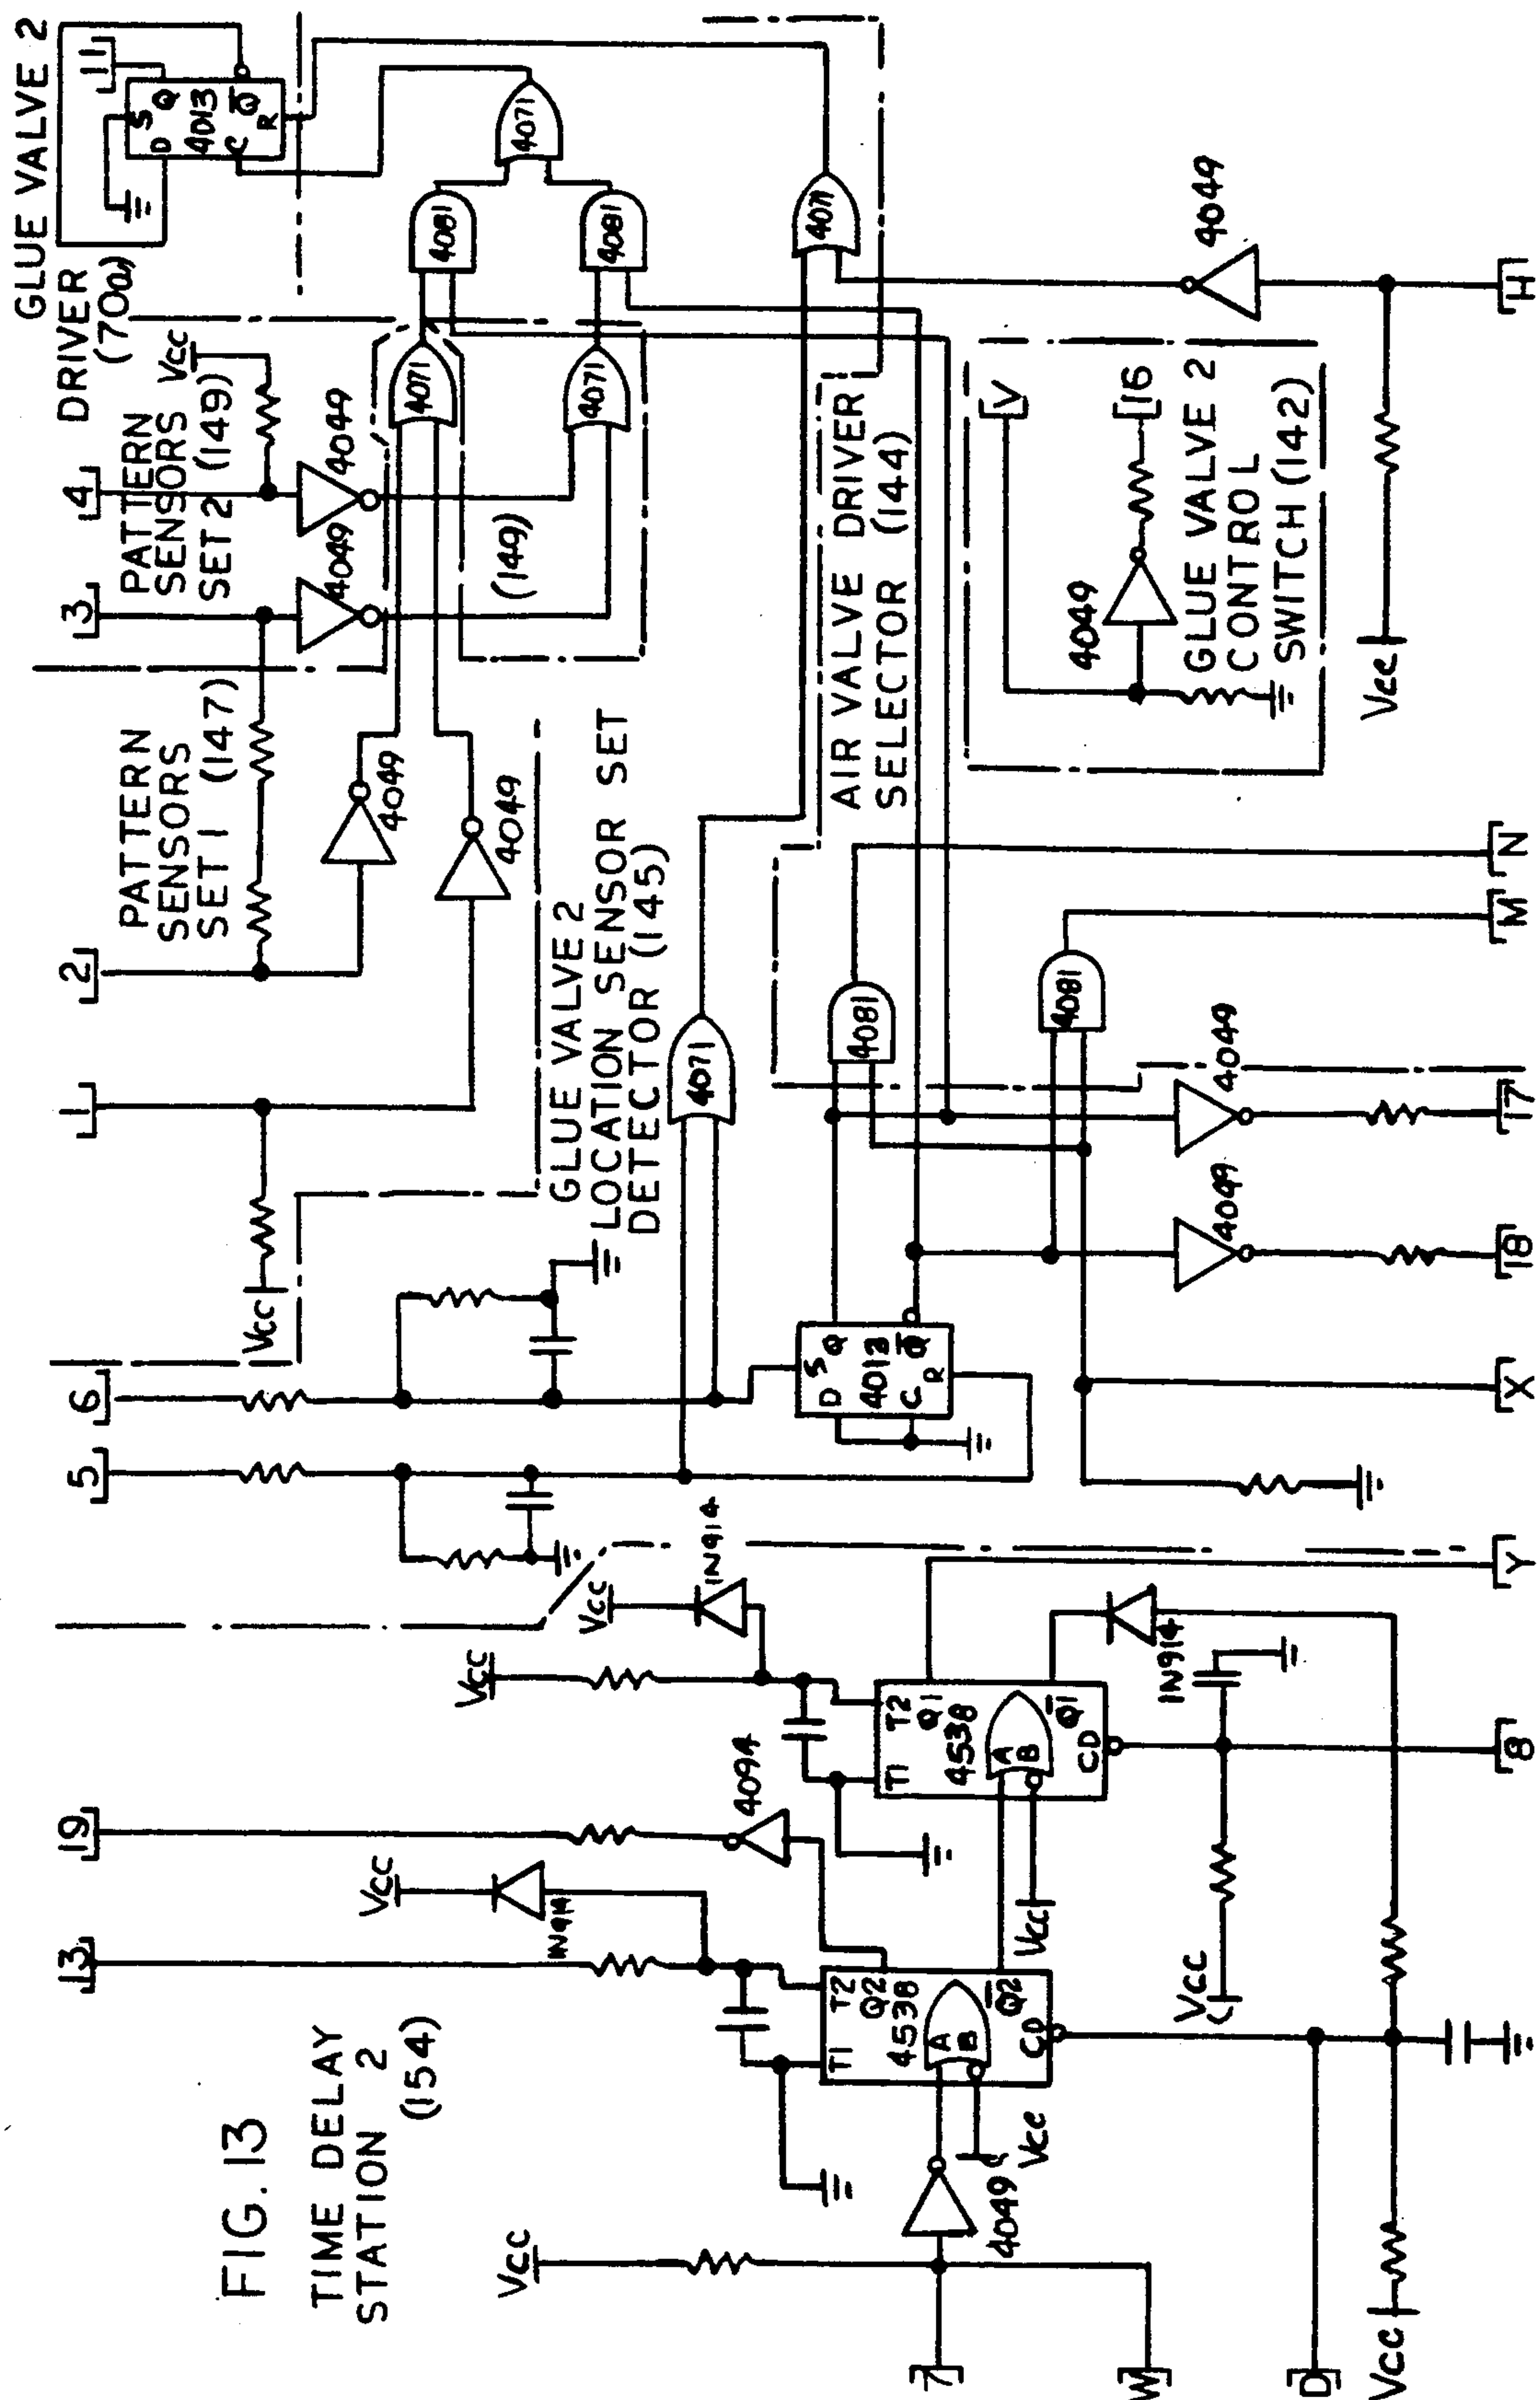 FIG. 13
TIME DELAY
STATION 2
(154)
13
19
5
6
1
2
3
4
11
PATTERN
SENSORS
SET 1 (147)
PATTERN
SENSORS
SET 2 (149)
Vcc
GLUE VALVE 2
DRIVER
(70a)
S
D
Q
4013
C
Q
R
4049
4049
4049
4049
4071
4071
4081
4081
4071
4071
(149)
Vcc
GLUE VALVE 2
LOCATION SENSOR SET
DETECTOR (145)
4071
AIR VALVE DRIVER
SELECTOR (144)
4081
4081
S
D
Q
4013
C
Q
R
4049
4049
V
16
4049
GLUE VALVE 2
CONTROL
SWITCH (142)
4049
Vcc
Vcc
Vcc
IN914
Vcc
Vcc
IN914
409A
T1
T2
Q2
4538
A
B
Q2
CD
T1
T2
Q1
4538
A
B
Q1
CD
4049
Vcc
Vcc
Vcc
IN914
Vcc
7
W
D
8
Y
X
18
17
M
N
H